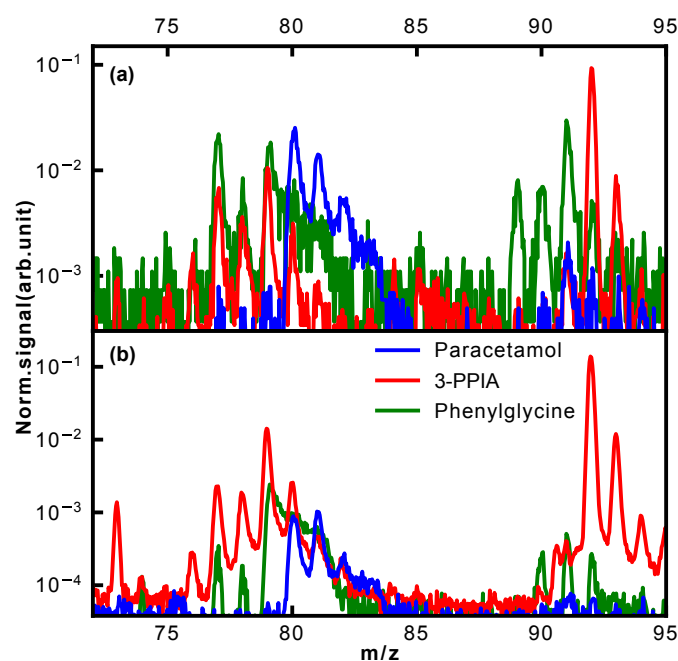 75 80 85 90 95
(a)
10⁻¹
10⁻²
10⁻³
Norm.signal(arb.unit)
(b)
Paracetamol
3-PPIA
Phenylglycine
10⁻¹
10⁻²
10⁻³
10⁻⁴
75 80 85 90 95
m/z